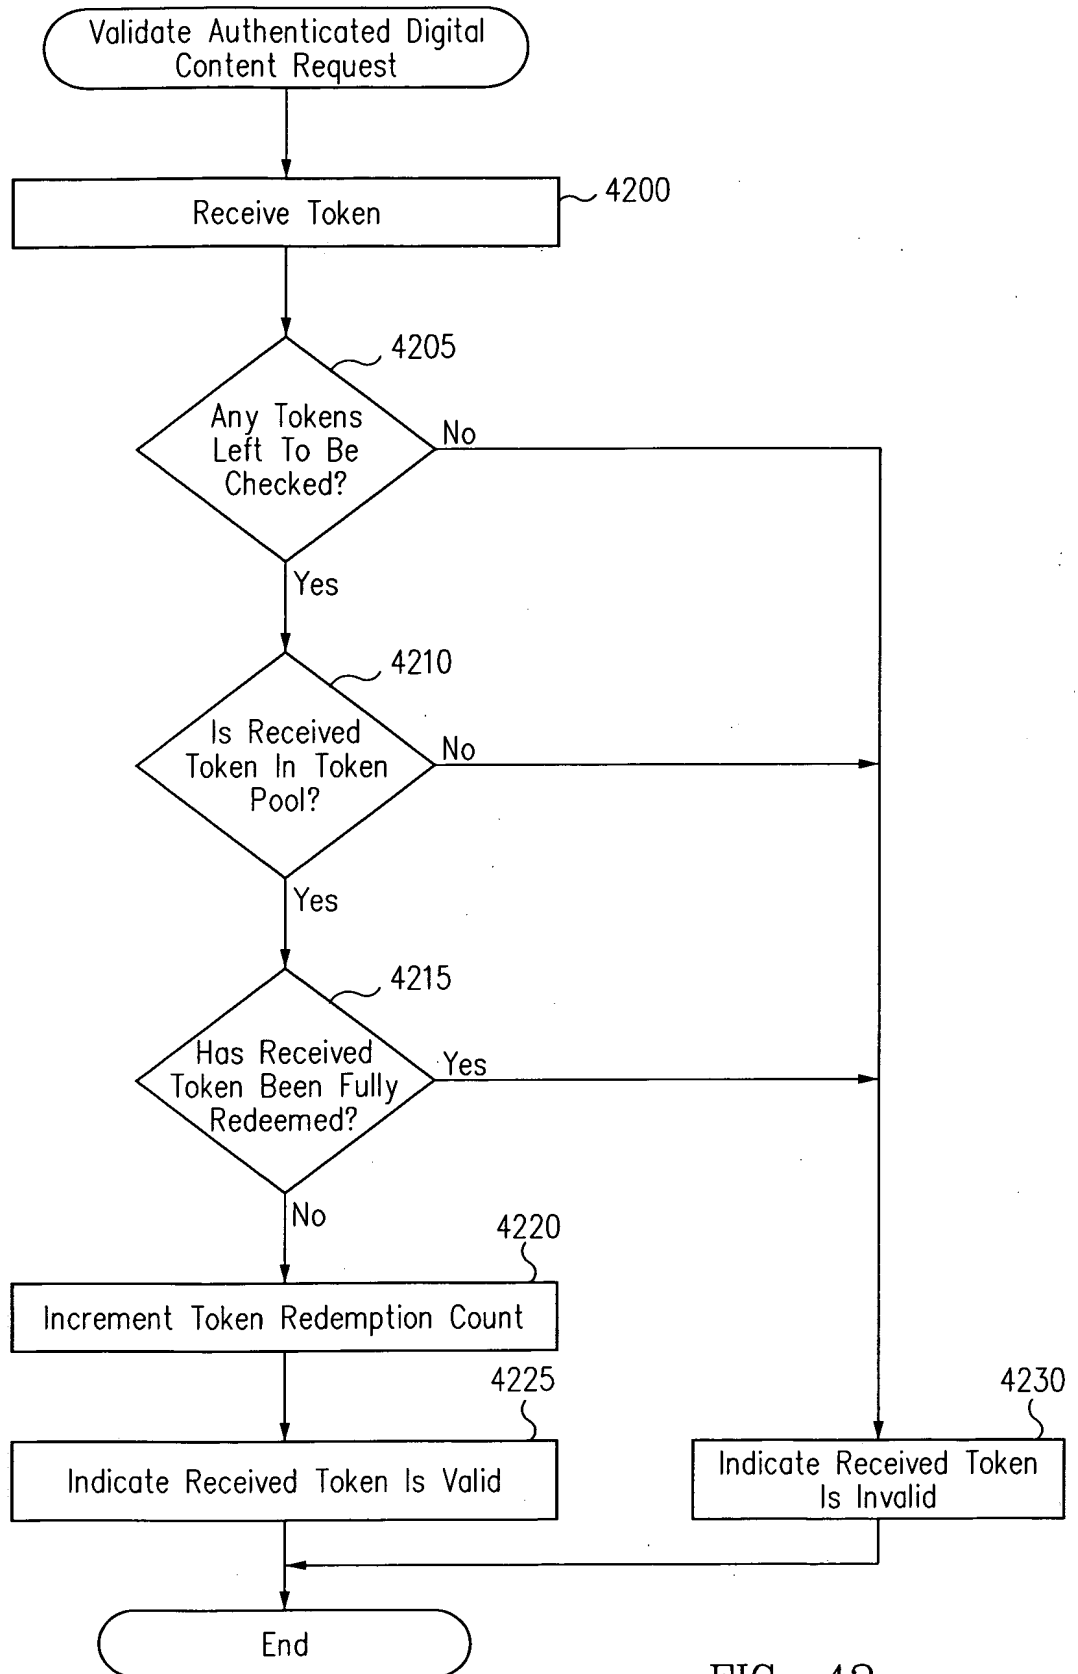 Validate Authenticated Digital
Content Request
Receive Token
4200
4205
Any Tokens
Left To Be
Checked?
No
Yes
4210
Is Received
Token In Token
Pool?
No
Yes
4215
Has Received
Token Been Fully
Redeemed?
Yes
No
4220
Increment Token Redemption Count
4225
Indicate Received Token Is Valid
4230
Indicate Received Token
Is Invalid
End